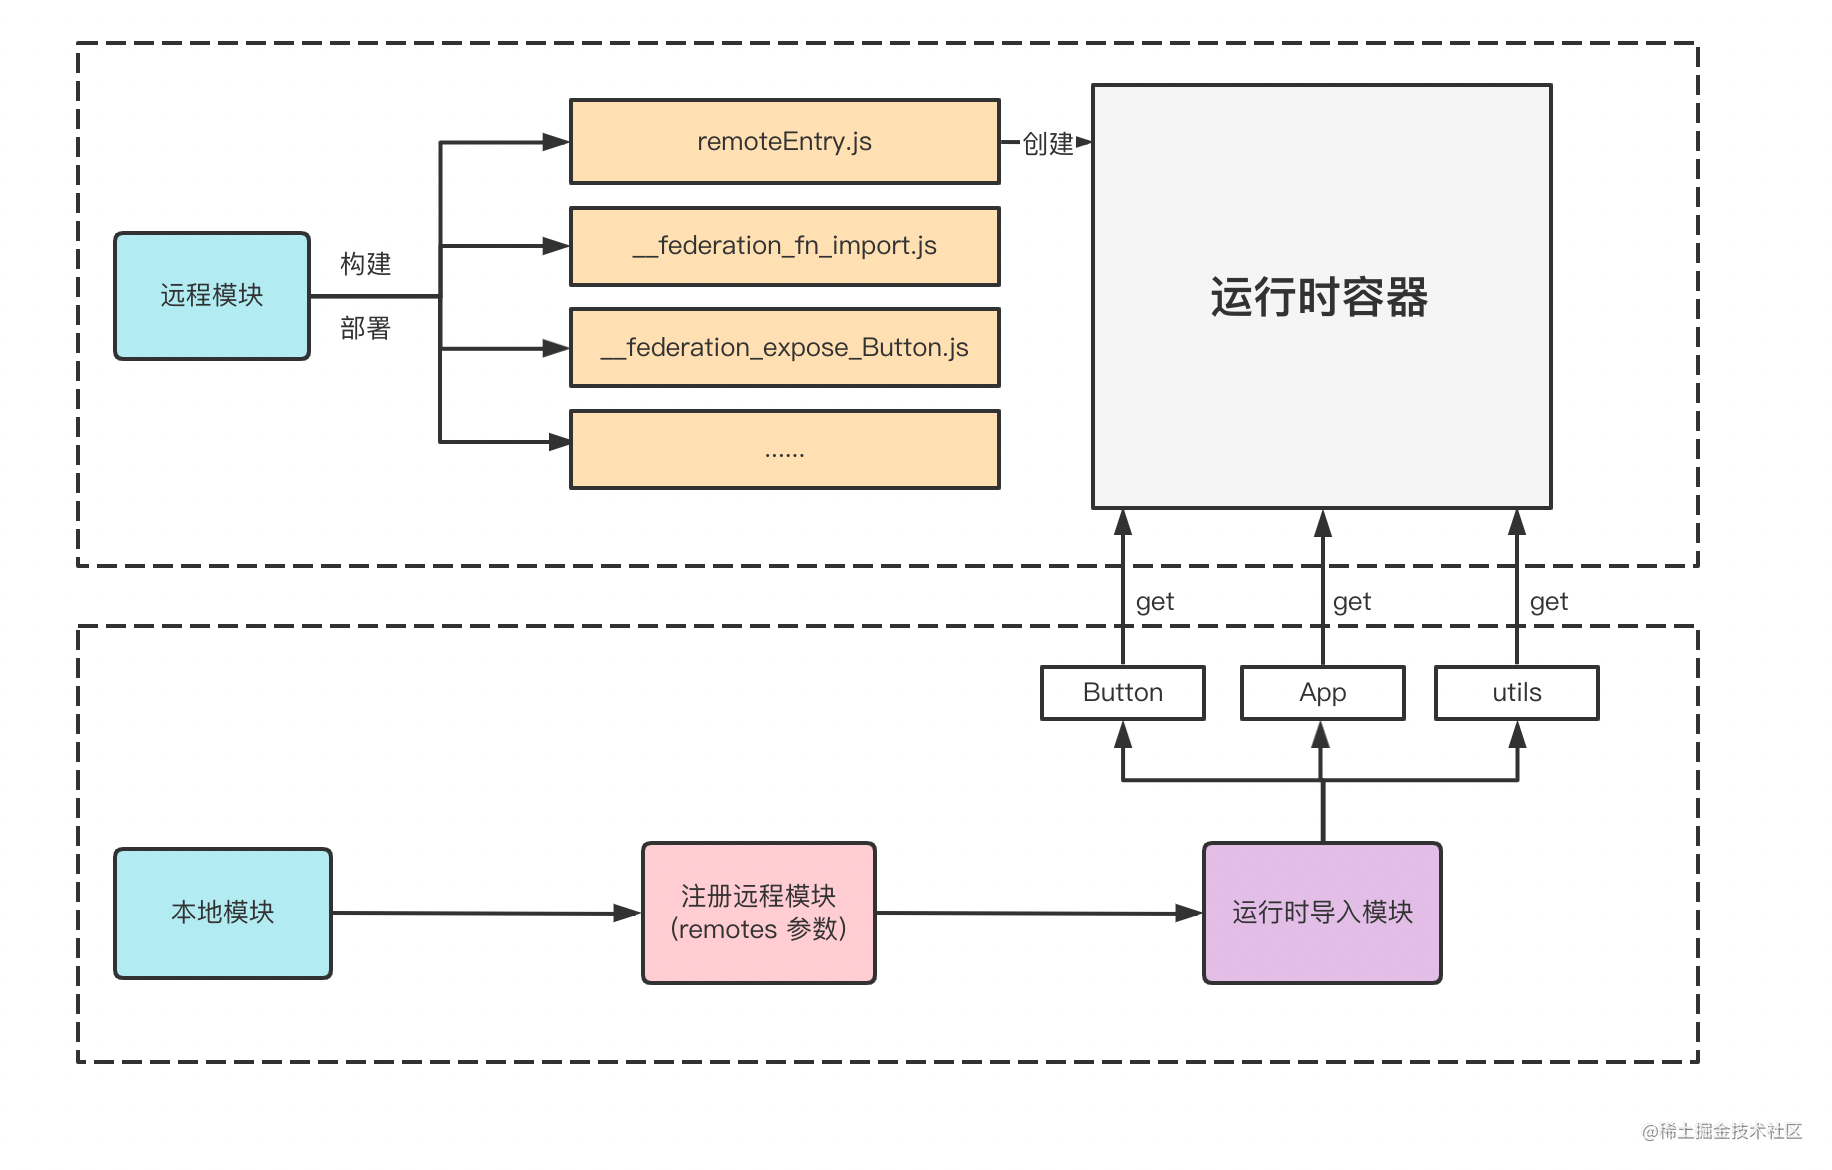 remoteEntry.js
创建
__federation_fn_import.js
构建
远程模块
部署
运行时容器
__federation_expose_Button.js
......
get
get
get
Button
App
utils
本地模块
注册远程模块
(remotes 参数)
运行时导入模块
@稀土掘金技术社区